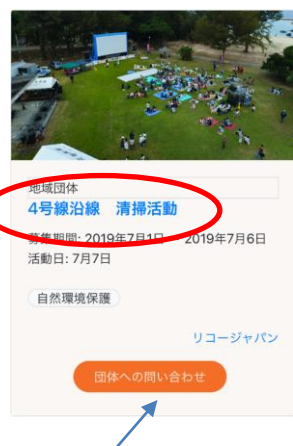 地域団体
4号線沿線　清掃活動
募集期間: 2019年7月1日 〜 2019年7月6日
活動日: 7月7日
自然環境保護
リコージャパン
団体への問い合わせ